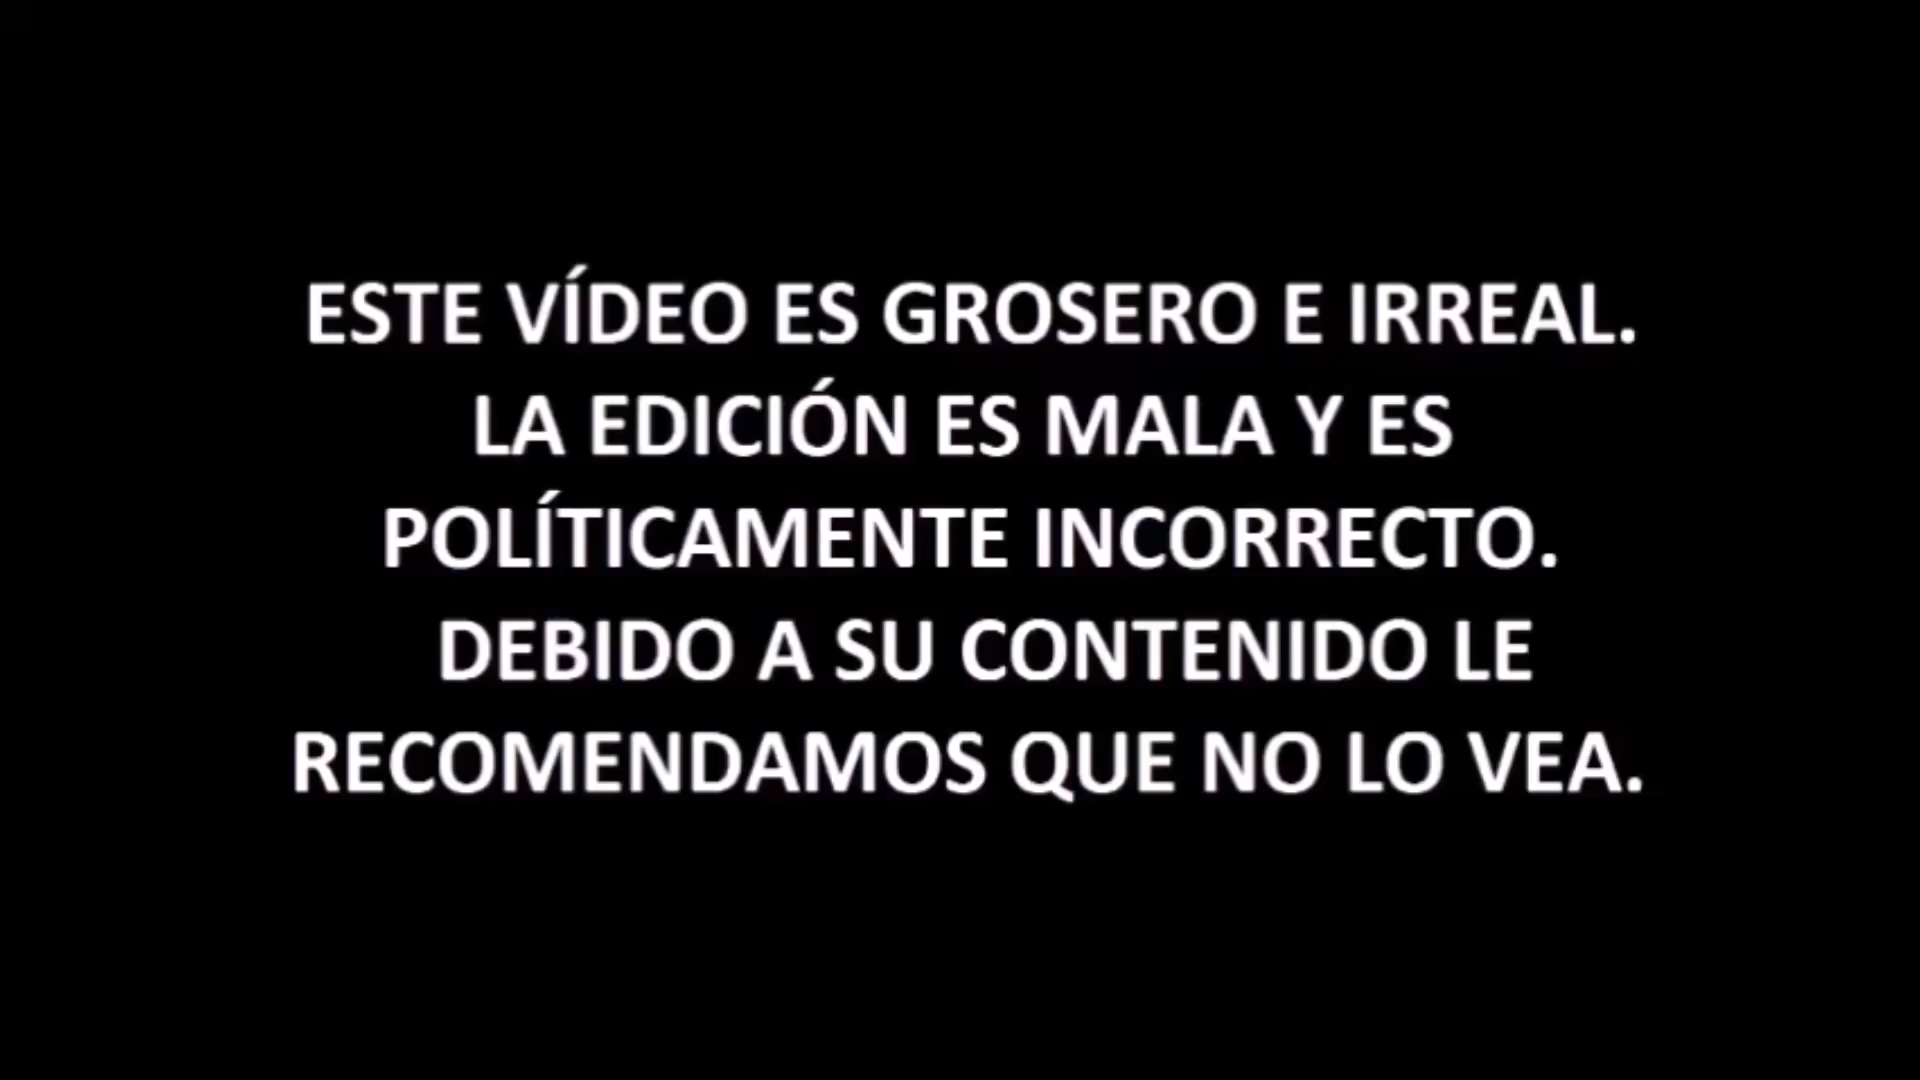 ESTE VÍDEO ES GROSERO E IRREAL.
LA EDICIÓN ES MALA Y ES
POLÍTICAMENTE INCORRECTO.
DEBIDO A SU CONTENIDO LE
RECOMENDAMOS QUE NO LO VEA.